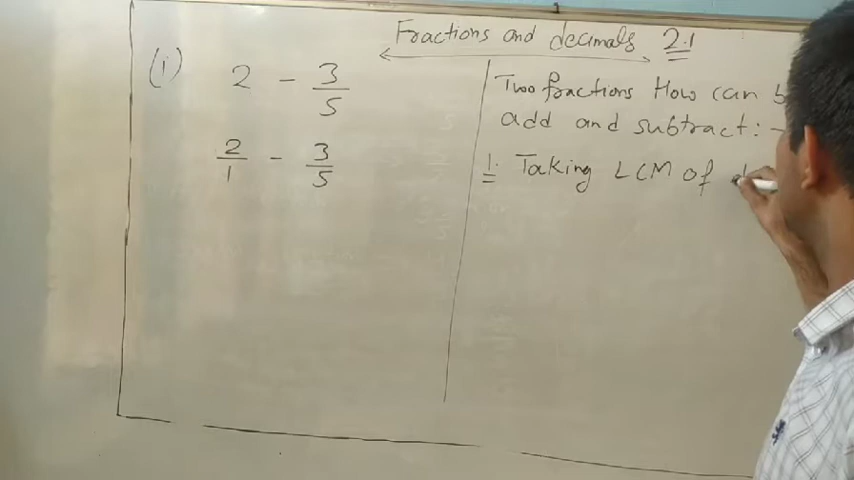 Fractions and decimals 2.1
(i) 2 - 3/5
2/1 - 3/5
Two fractions How can
add and subtract: -
1. Taking LCM of